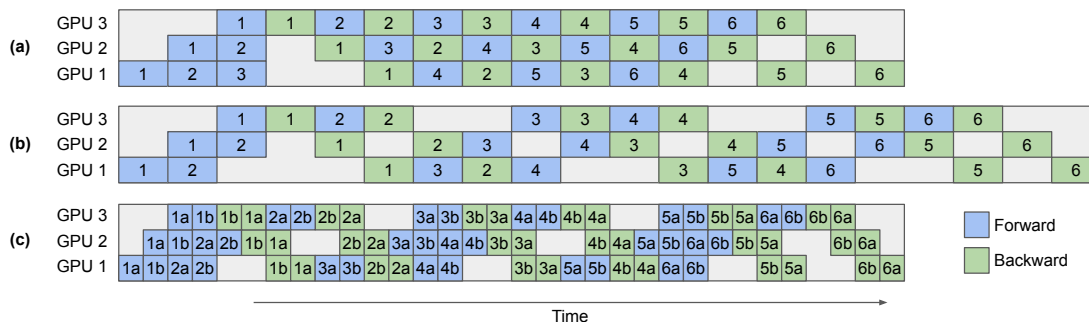 GPU 3 1 1 2 2 3 3 4 4 5 5 6 6
(a) GPU 2 1 2 1 3 2 4 3 5 4 6 5 6
GPU 1 1 2 3 1 4 2 5 3 6 4 5 6
GPU 3 1 1 2 2 3 3 4 4 5 5 6 6
(b) GPU 2 1 2 1 2 3 4 3 4 5 6 5 6
GPU 1 1 2 1 3 2 4 3 5 4 6 5 6
GPU 3 1a 1b 1b 1a 2a 2b 2b 2a 3a 3b 3b 3a 4a 4b 4b 4a 5a 5b 5b 5a 6a 6b 6b 6a
(c) GPU 2 1a 1b 2a 2b 1b 1a 2b 2a 3a 3b 4a 4b 3b 3a 4b 4a 5a 5b 6a 6b 5b 5a 6b 6a
GPU 1 1a 1b 2a 2b 1b 1a 3a 3b 2b 2a 4a 4b 3b 3a 5a 5b 4b 4a 6a 6b 5b 5a 6b 6a
Forward
Backward
Time